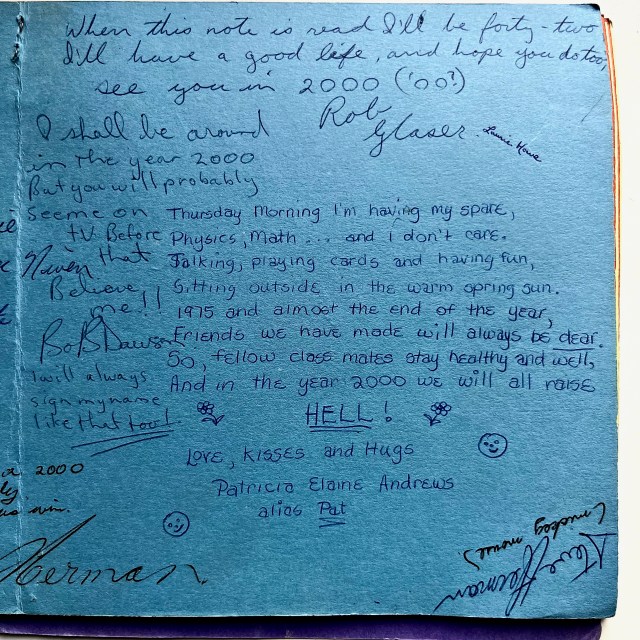 When this note is read I'll be forty-two
I'll have a good life, and hope you do too,
see you in 2000 ('00?)
Rob
Glaser.
I shall be around
in the year 2000
But you will probably
see me on
t.v. Before
that
Believe,
me!!
BoB Dawson
I will always
sign my name
like that too!
Thursday Morning I'm having my spare,
Physics, Math ... and I don't care.
Talking, playing cards and having fun,
Sitting outside in the warm spring sun.
1975 and almost the end of the year,
Friends we have made will always be dear.
So, fellow class mates stay healthy and well,
And in the year 2000 we will all raise
HELL!
Love, Kisses and Hugs
Patricia Elaine Andrews
alias Pat
2000
Herman.
Steve Herman